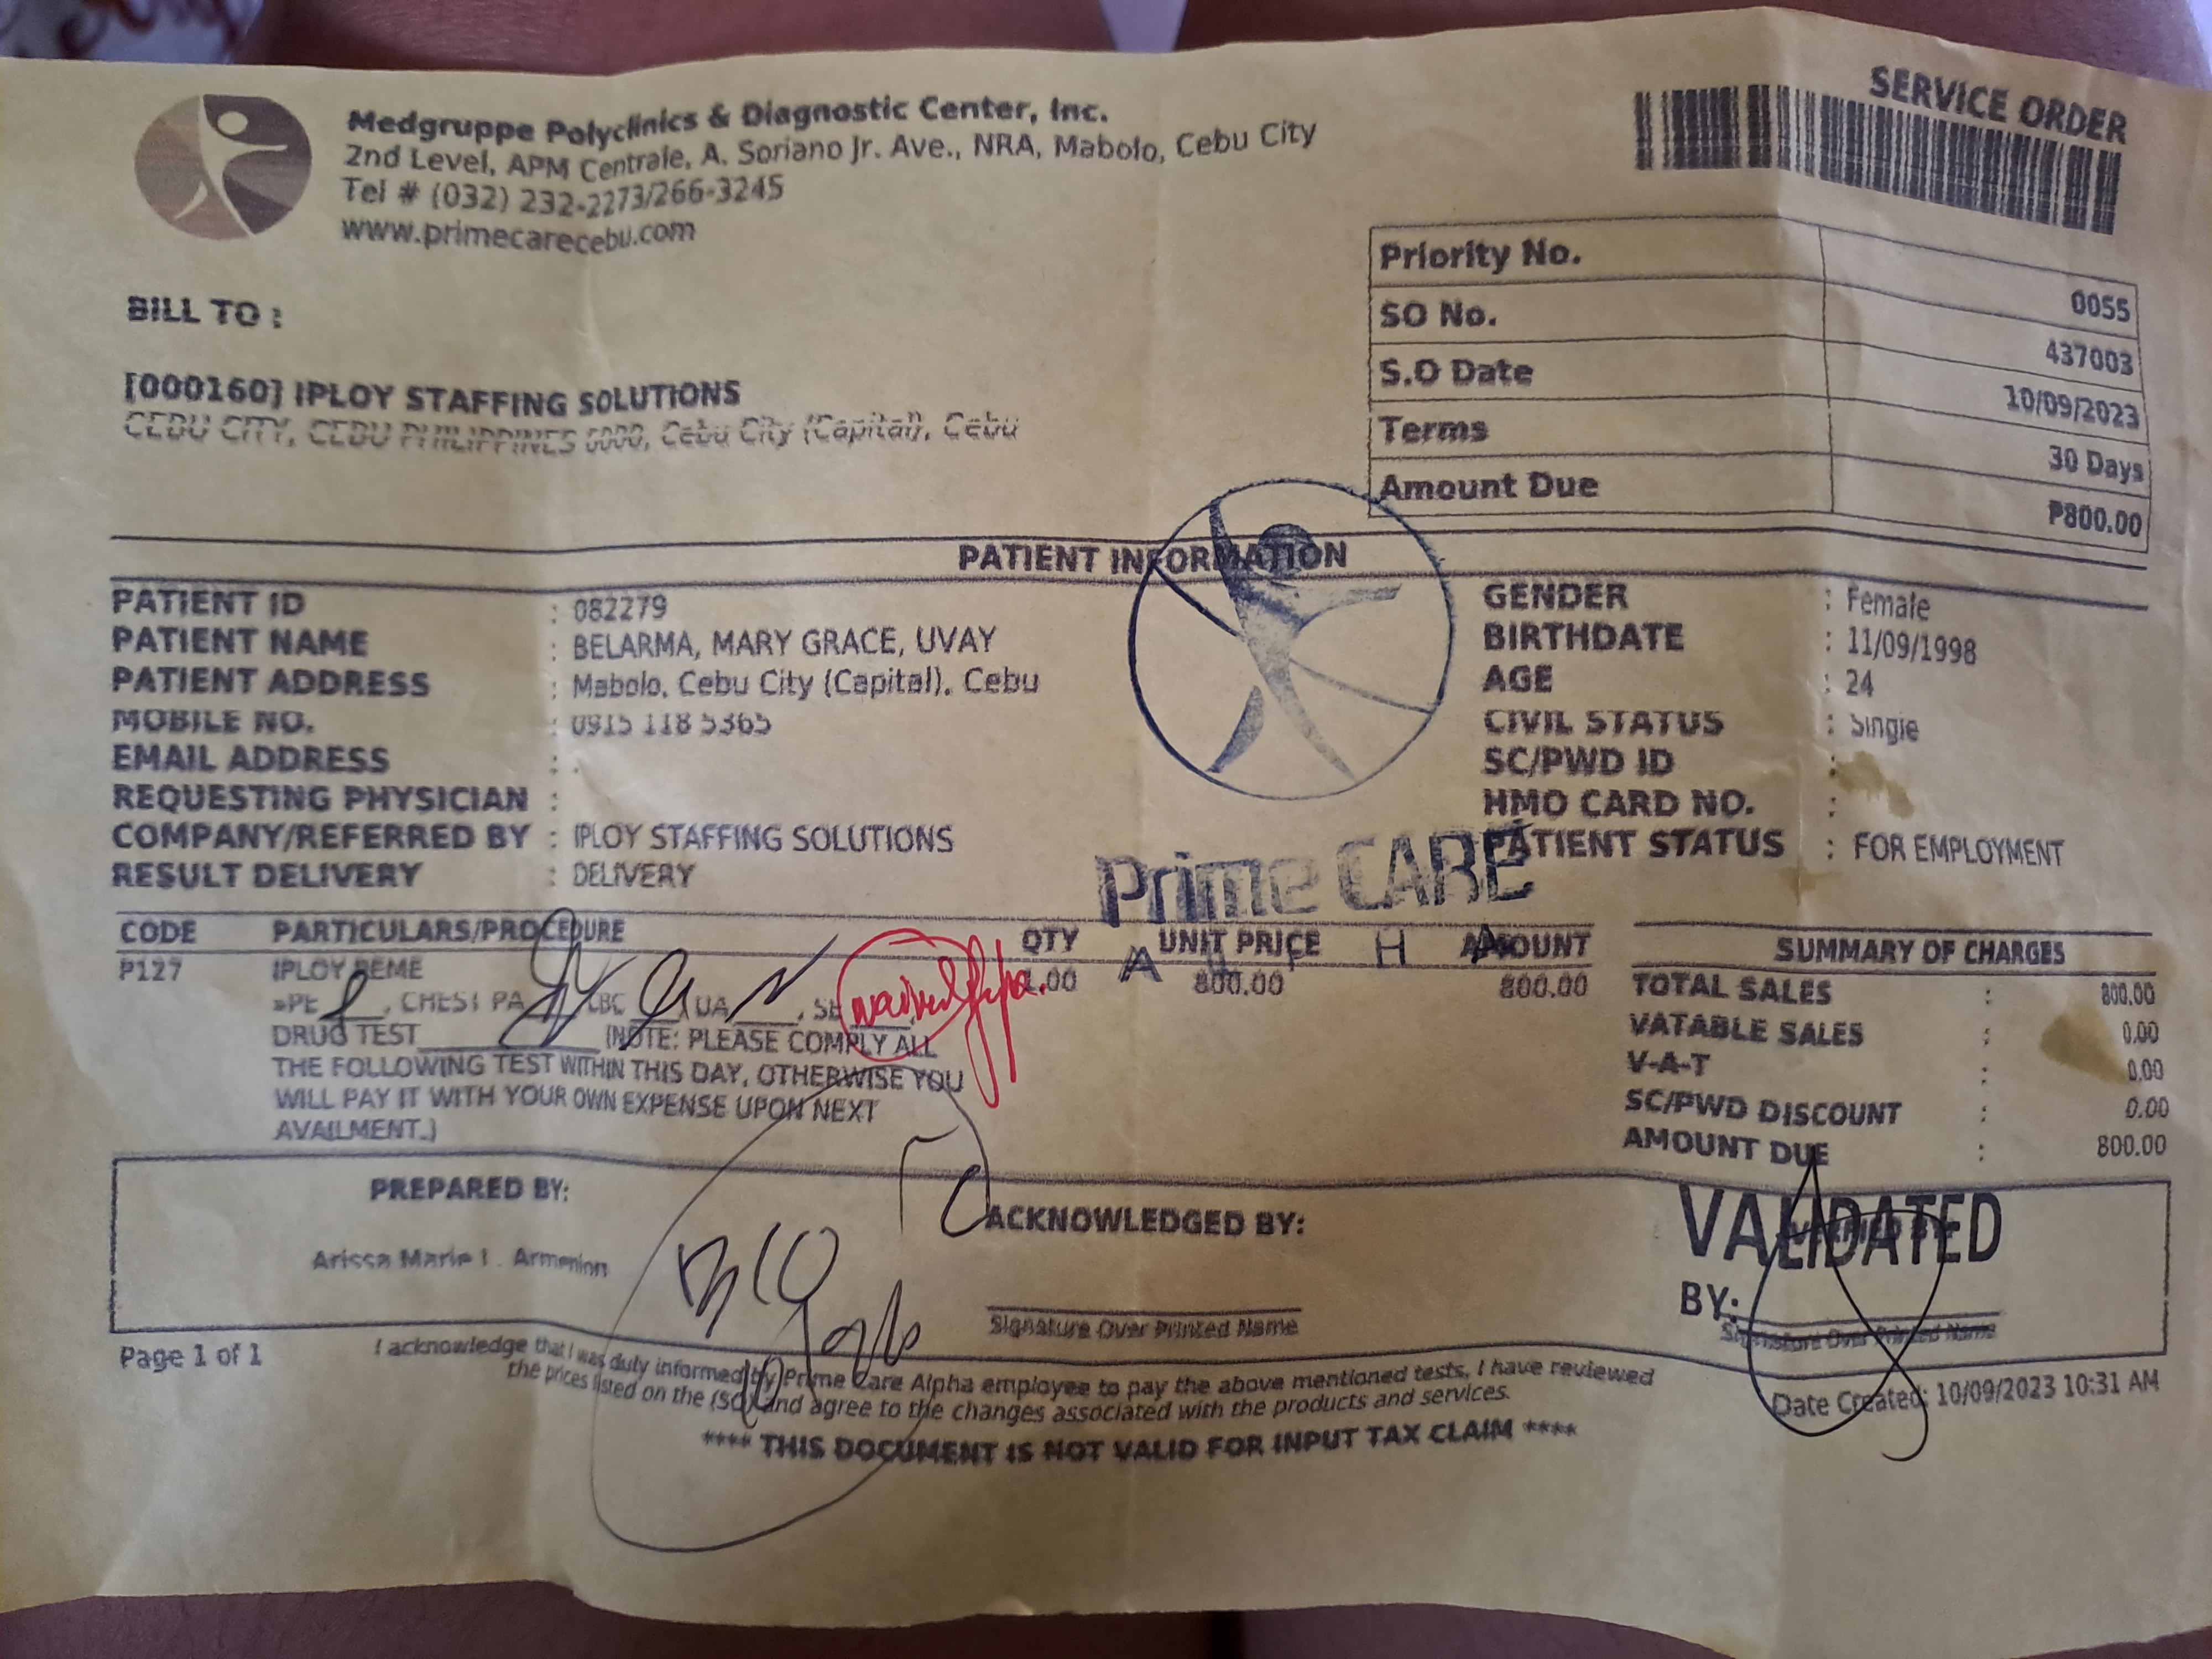 SERVICE ORDER
Medgruppe Polyclinics & Diagnostic Center, Inc.
2nd Level, APM Centrale, A. Soriano Jr. Ave., NRA, Mabolo, Cebu City
Tel # (032) 232-2273/266-3245
www.primecarecebu.com
Priority No. 0055
SO No. 437003
S.O Date 10/09/2023
Terms 30 Days
Amount Due ₱800.00
BILL TO :
[000160] IPLOY STAFFING SOLUTIONS
CEBU CITY, CEBU PHILIPPINES 6000, Cebu City (Capital), Cebu
PATIENT INFORMATION
PATIENT ID : 082279
PATIENT NAME : BELARMA, MARY GRACE, UVAY
PATIENT ADDRESS : Mabolo, Cebu City (Capital), Cebu
MOBILE NO. : 0915 118 5365
EMAIL ADDRESS : .
REQUESTING PHYSICIAN :
COMPANY/REFERRED BY : IPLOY STAFFING SOLUTIONS
RESULT DELIVERY : DELIVERY
GENDER : Female
BIRTHDATE : 11/09/1998
AGE : 24
CIVIL STATUS : Single
SC/PWD ID :
HMO CARD NO. :
PATIENT STATUS : FOR EMPLOYMENT
Prime CARE
A L P H A
CODE PARTICULARS/PROCEDURE QTY UNIT PRICE AMOUNT
P127 IPLOY PEME 1.00 800.00 800.00
»PE , CHEST PA , CBC , UA , SE waived
DRUG TEST (NOTE: PLEASE COMPLY ALL
THE FOLLOWING TEST WITHIN THIS DAY, OTHERWISE YOU
WILL PAY IT WITH YOUR OWN EXPENSE UPON NEXT
AVAILMENT.)
SUMMARY OF CHARGES
TOTAL SALES : 800.00
VATABLE SALES : 0.00
V-A-T : 0.00
SC/PWD DISCOUNT : 0.00
AMOUNT DUE : 800.00
PREPARED BY:
Arissa Marie L. Armenion
ACKNOWLEDGED BY:
Signature Over Printed Name
VALIDATED
BY:
Signature Over Printed Name
Page 1 of 1
I acknowledge that I was duly informed by Prime Care Alpha employee to pay the above mentioned tests, I have reviewed
the prices listed on the (SO) and agree to the changes associated with the products and services.
Date Created: 10/09/2023 10:31 AM
**** THIS DOCUMENT IS NOT VALID FOR INPUT TAX CLAIM ****